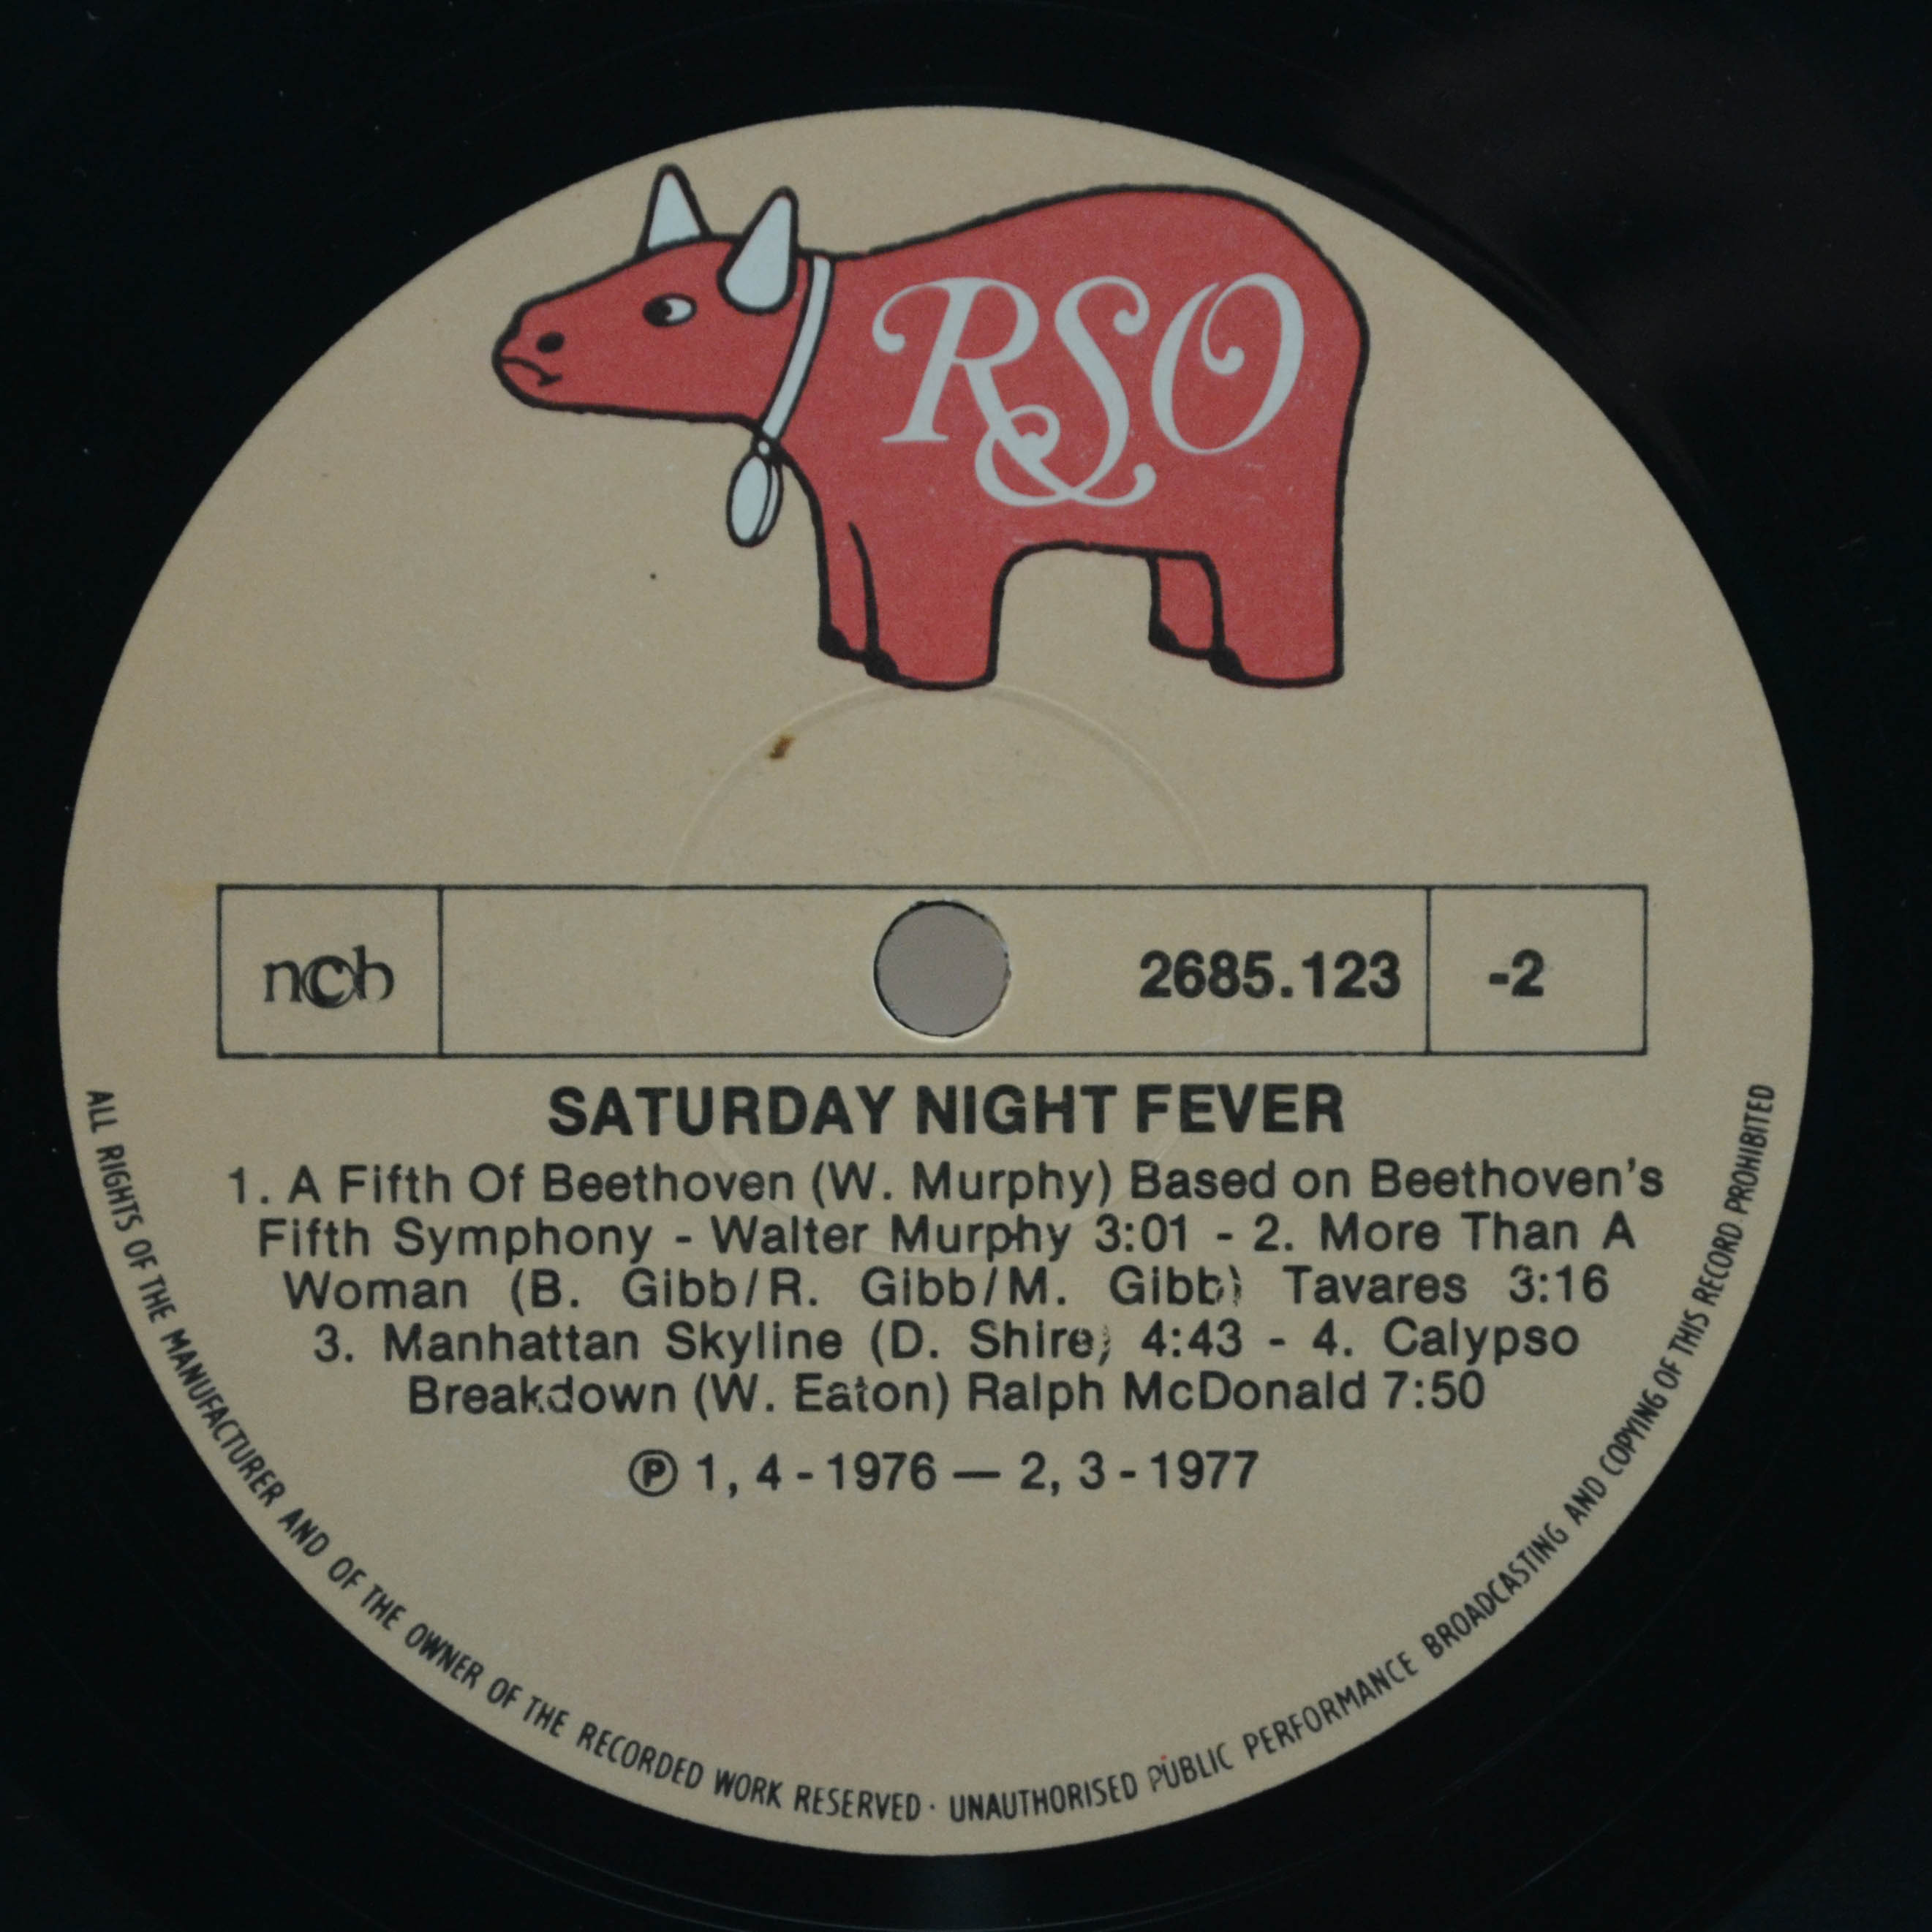 RSO
ncb
2685.123
-2
SATURDAY NIGHT FEVER
1. A Fifth Of Beethoven (W. Murphy) Based on Beethoven's
Fifth Symphony - Walter Murphy 3:01 - 2. More Than A
Woman (B. Gibb/R. Gibb/M. Gibb) Tavares 3:16
3. Manhattan Skyline (D. Shire) 4:43 - 4. Calypso
Breakdown (W. Eaton) Ralph McDonald 7:50
Ⓟ 1, 4 - 1976 — 2, 3 - 1977
ALL RIGHTS OF THE MANUFACTURER AND OF THE OWNER OF THE RECORDED WORK RESERVED · UNAUTHORISED PUBLIC PERFORMANCE BROADCASTING AND COPYING OF THIS RECORD PROHIBITED